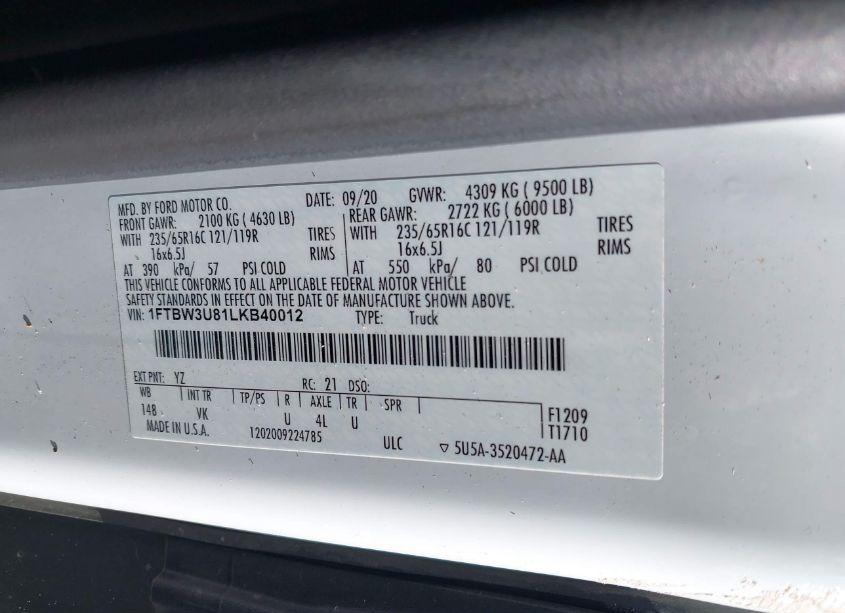 MFD. BY FORD MOTOR CO. DATE: 09/20 GVWR: 4309 KG ( 9500 LB)
FRONT GAWR: 2100 KG ( 4630 LB) REAR GAWR: 2722 KG ( 6000 LB)
WITH 235/65R16C 121/119R TIRES WITH 235/65R16C 121/119R TIRES
16x6.5J RIMS 16x6.5J RIMS
AT 390 kPa/ 57 PSI COLD AT 550 kPa/ 80 PSI COLD
THIS VEHICLE CONFORMS TO ALL APPLICABLE FEDERAL MOTOR VEHICLE
SAFETY STANDARDS IN EFFECT ON THE DATE OF MANUFACTURE SHOWN ABOVE.
VIN: 1FTBW3U81LKB40012 TYPE: Truck
EXT PNT: YZ RC: 21 DSO:
WB INT TR TP/PS R AXLE TR SPR
148 VK U 4L U F1209
MADE IN U.S.A. 1202009224785 T1710
ULC ▽ 5U5A-3520472-AA